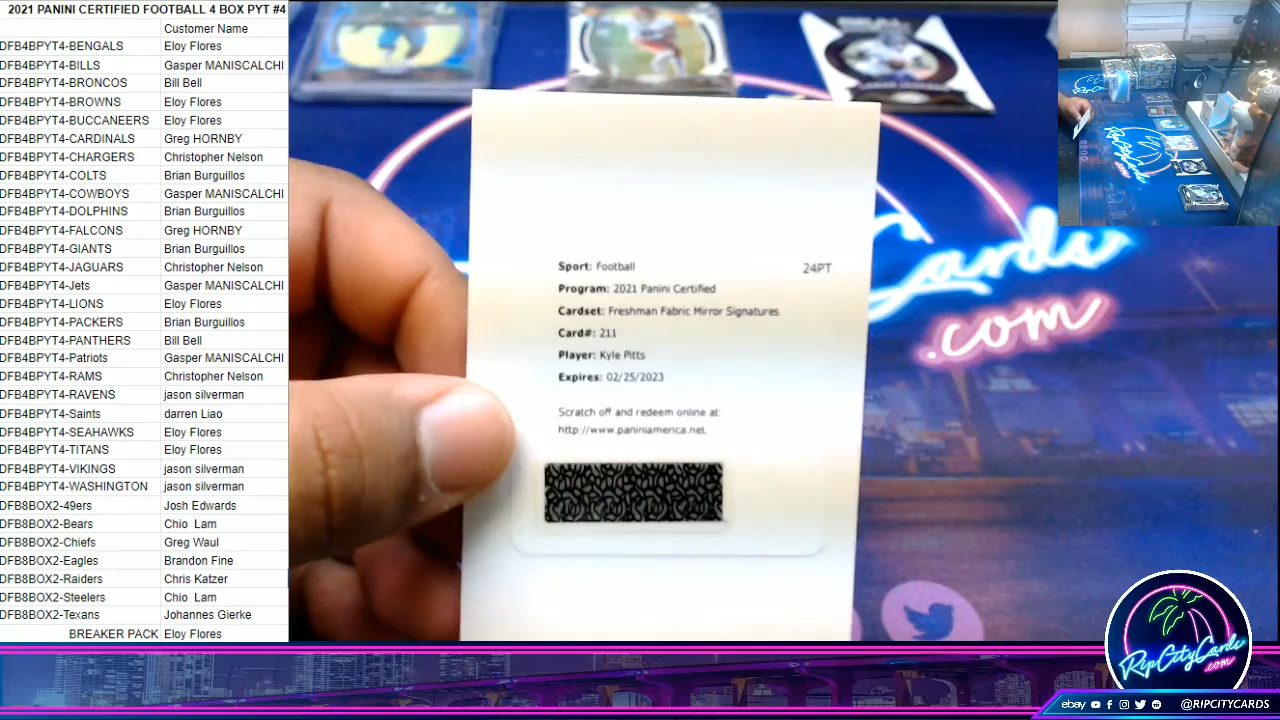 2021 PANINI CERTIFIED FOOTBALL 4 BOX PYT #4
Customer Name
DFB4BPYT4-BENGALS Eloy Flores
DFB4BPYT4-BILLS Gasper MANISCALCHI
DFB4BPYT4-BRONCOS Bill Bell
DFB4BPYT4-BROWNS Eloy Flores
DFB4BPYT4-BUCCANEERS Eloy Flores
DFB4BPYT4-CARDINALS Greg HORNBY
DFB4BPYT4-CHARGERS Christopher Nelson
DFB4BPYT4-COLTS Brian Burguillos
DFB4BPYT4-COWBOYS Gasper MANISCALCHI
DFB4BPYT4-DOLPHINS Brian Burguillos
DFB4BPYT4-FALCONS Greg HORNBY
DFB4BPYT4-GIANTS Brian Burguillos
DFB4BPYT4-JAGUARS Christopher Nelson
DFB4BPYT4-Jets Gasper MANISCALCHI
DFB4BPYT4-LIONS Eloy Flores
DFB4BPYT4-PACKERS Brian Burguillos
DFB4BPYT4-PANTHERS Bill Bell
DFB4BPYT4-Patriots Gasper MANISCALCHI
DFB4BPYT4-RAMS Christopher Nelson
DFB4BPYT4-RAVENS jason silverman
DFB4BPYT4-Saints darren Liao
DFB4BPYT4-SEAHAWKS Eloy Flores
DFB4BPYT4-TITANS Eloy Flores
DFB4BPYT4-VIKINGS jason silverman
DFB4BPYT4-WASHINGTON jason silverman
DFB8BOX2-49ers Josh Edwards
DFB8BOX2-Bears Chio Lam
DFB8BOX2-Chiefs Greg Waul
DFB8BOX2-Eagles Brandon Fine
DFB8BOX2-Raiders Chris Katzer
DFB8BOX2-Steelers Chio Lam
DFB8BOX2-Texans Johannes Gierke
BREAKER PACK Eloy Flores
Sport: Football 24PT
Program: 2021 Panini Certified
Cardset: Freshman Fabric Mirror Signatures
Card#: 211
Player: Kyle Pitts
Expires: 02/25/2023
Scratch off and redeem online at:
http://www.paniniamerica.net.
Cards
.com
RipCityCards
.com
ebay @RIPCITYCARDS